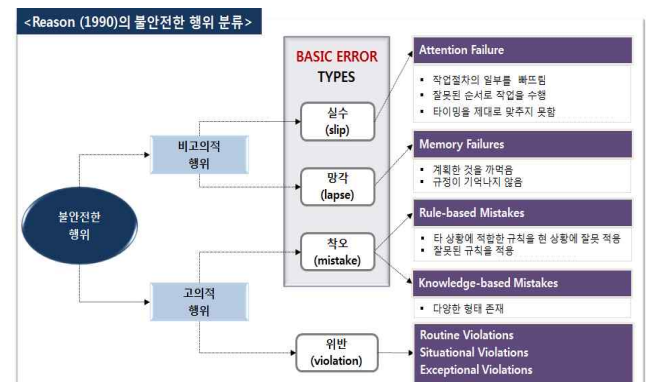 <Reason (1990)의 불안전한 행위 분류>
BASIC ERROR
TYPES
불안전한
행위
비고의적
행위
고의적
행위
실수
(slip)
망각
(lapse)
착오
(mistake)
위반
(violation)
Attention Failure
▪ 작업절차의 일부를 빠뜨림
▪ 잘못된 순서로 작업을 수행
▪ 타이밍을 제대로 맞추지 못함
Memory Failures
▪ 계획한 것을 까먹음
▪ 규정이 기억나지 않음
Rule-based Mistakes
▪ 타 상황에 적합한 규칙을 현 상황에 잘못 적용
▪ 잘못된 규칙을 적용
Knowledge-based Mistakes
▪ 다양한 형태 존재
Routine Violations
Situational Violations
Exceptional Violations